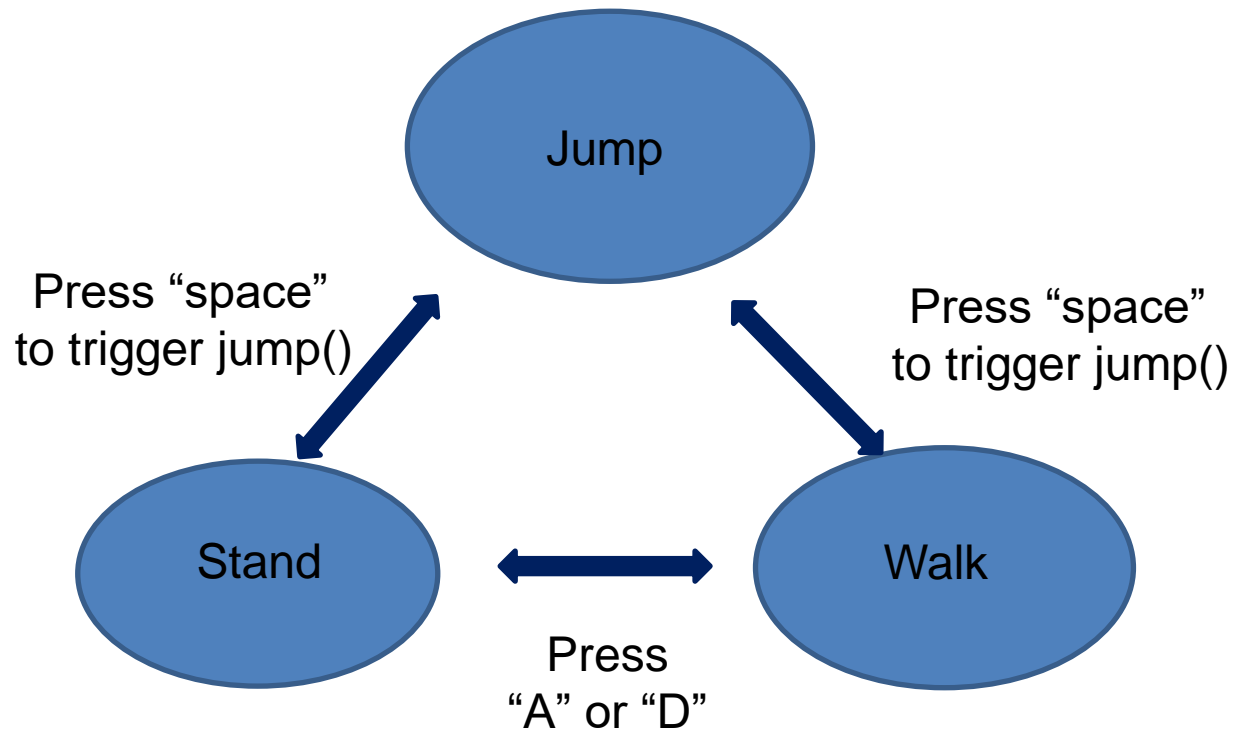 Jump
Press “space”
to trigger jump()
Press “space”
to trigger jump()
Stand
Walk
Press
“A” or “D”